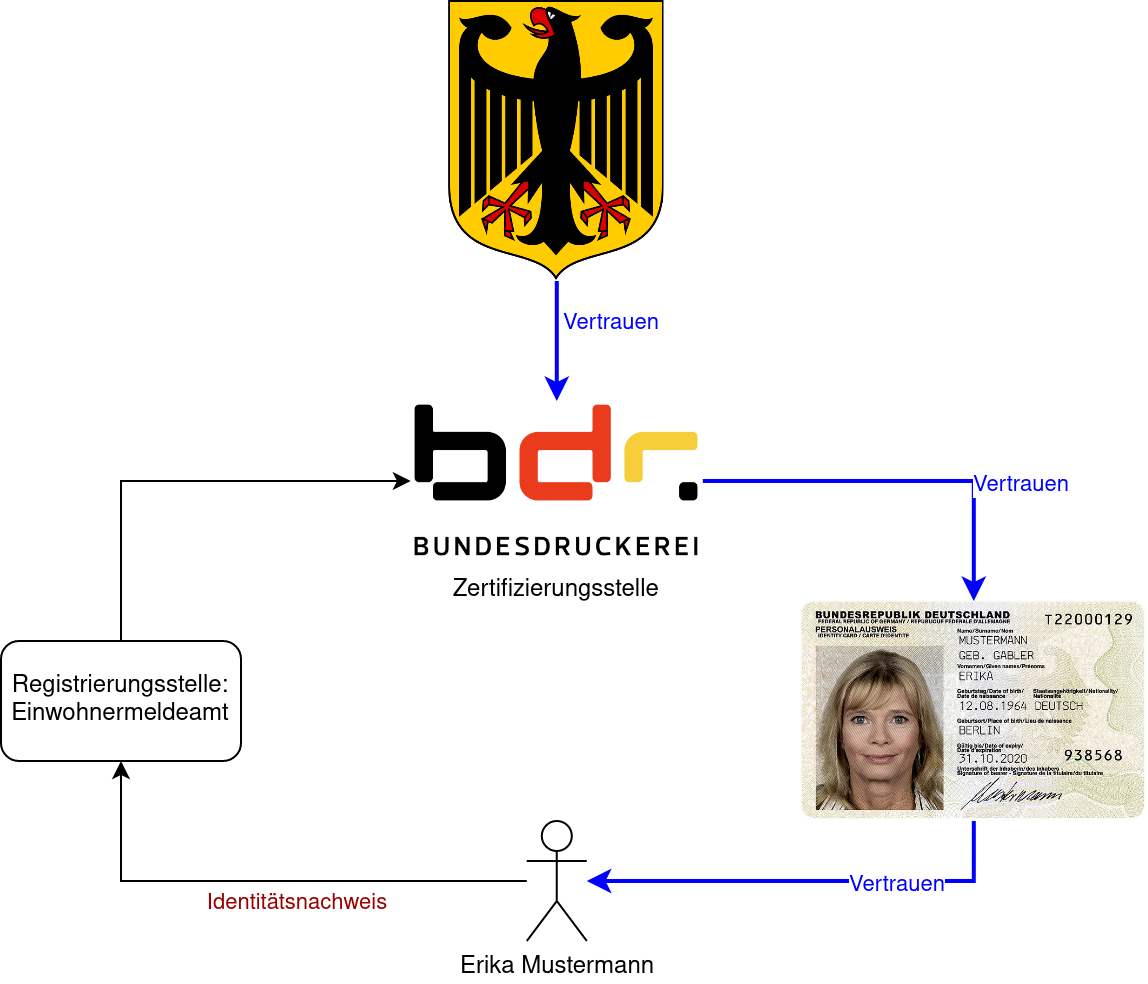 Vertrauen
bdr.
BUNDESDRUCKEREI
Zertifizierungsstelle
Vertrauen
Registrierungsstelle:
Einwohnermeldeamt
BUNDESREPUBLIK DEUTSCHLAND
FEDERAL REPUBLIC OF GERMANY / REPUBLIQUE FEDERALE D'ALLEMAGNE
PERSONALAUSWEIS
IDENTITY CARD / CARTE D'IDENTITE
T22000129
Name/Surname/Nom
MUSTERMANN
GEB. GABLER
Vornamen/Given names/Prénoms
ERIKA
Geburtstag/Date of birth/
Date de naissance
Staatsangehörigkeit/Nationality/
Nationalité
12.08.1964 DEUTSCH
Geburtsort/Place of birth/Lieu de naissance
BERLIN
Gültig bis/Date of expiry/
Date d'expiration
31.10.2020
938568
Unterschrift der Inhaberin/des Inhabers -
Signature of bearer - Signature de la titulaire/du titulaire
Mustermann
Vertrauen
Identitätsnachweis
Erika Mustermann